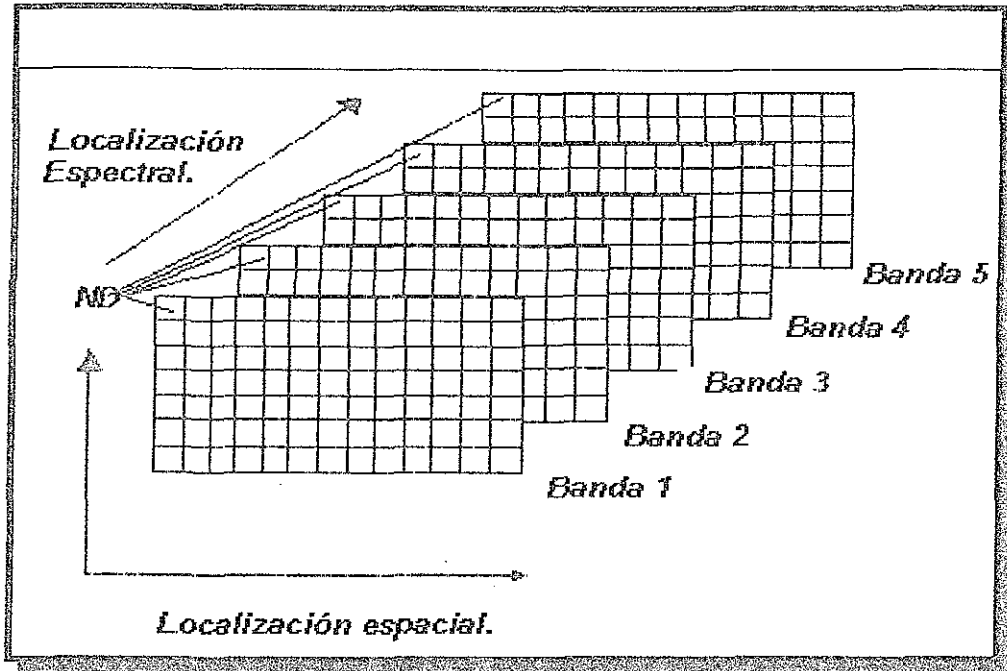 Localización
Espectral.
ND
Banda 5
Banda 4
Banda 3
Banda 2
Banda 1
Localización espacial.